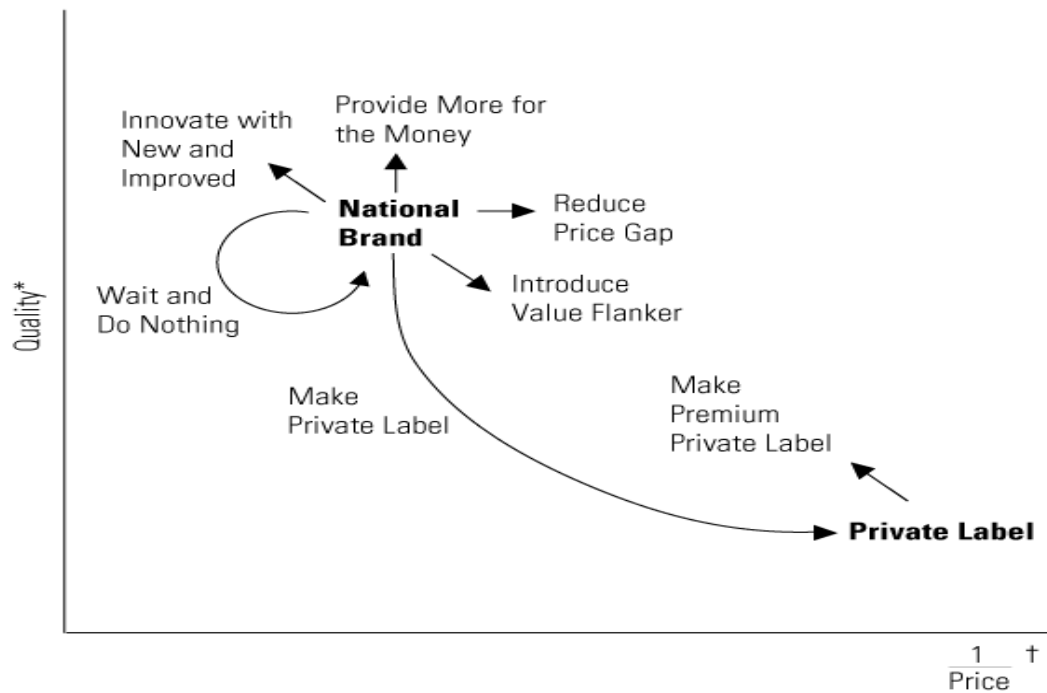 Provide More for
the Money
Innovate with
New and
Improved
National
Brand
Reduce
Price Gap
Introduce
Value Flanker
Wait and
Do Nothing
Quality*
Make
Private Label
Make
Premium
Private Label
Private Label
1 †
Price